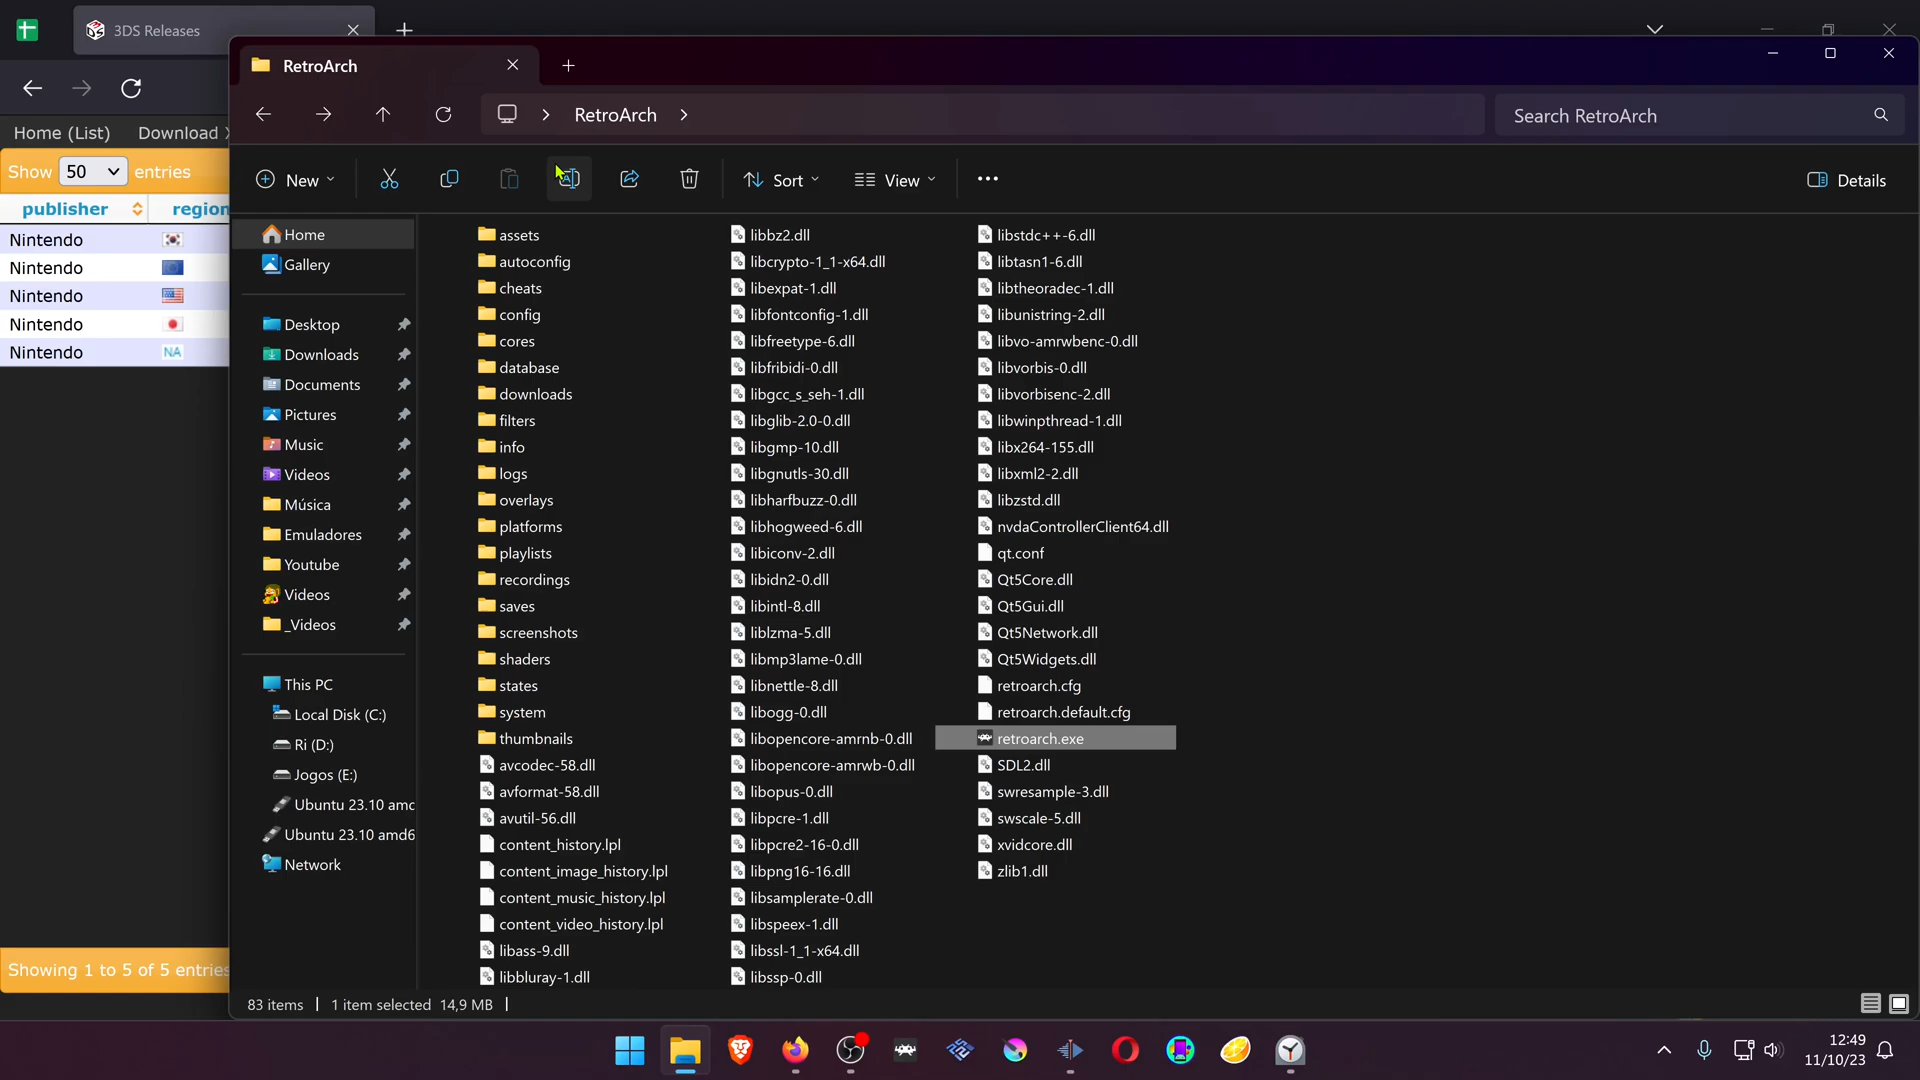 3DS Releases
RetroArch
RetroArch
Search RetroArch
Home (List)
Download
New
Sort
View
Details
Show 50 entries
publisher
region
Nintendo
Nintendo
Nintendo
Nintendo
Nintendo NA
Showing 1 to 5 of 5 entries
Home
Gallery
Desktop
Downloads
Documents
Pictures
Music
Videos
Música
Emuladores
Youtube
Videos
_Videos
This PC
Local Disk (C:)
Ri (D:)
Jogos (E:)
Ubuntu 23.10 amd
Ubuntu 23.10 amd6
Network
assets
autoconfig
cheats
config
cores
database
downloads
filters
info
logs
overlays
platforms
playlists
recordings
saves
screenshots
shaders
states
system
thumbnails
avcodec-58.dll
avformat-58.dll
avutil-56.dll
content_history.lpl
content_image_history.lpl
content_music_history.lpl
content_video_history.lpl
libass-9.dll
libbluray-1.dll
libbz2.dll
libcrypto-1_1-x64.dll
libexpat-1.dll
libfontconfig-1.dll
libfreetype-6.dll
libfribidi-0.dll
libgcc_s_seh-1.dll
libglib-2.0-0.dll
libgmp-10.dll
libgnutls-30.dll
libharfbuzz-0.dll
libhogweed-6.dll
libiconv-2.dll
libidn2-0.dll
libintl-8.dll
liblzma-5.dll
libmp3lame-0.dll
libnettle-8.dll
libogg-0.dll
libopencore-amrnb-0.dll
libopencore-amrwb-0.dll
libopus-0.dll
libpcre-1.dll
libpcre2-16-0.dll
libpng16-16.dll
libsamplerate-0.dll
libspeex-1.dll
libssl-1_1-x64.dll
libssp-0.dll
libstdc++-6.dll
libtasn1-6.dll
libtheoradec-1.dll
libunistring-2.dll
libvo-amrwbenc-0.dll
libvorbis-0.dll
libvorbisenc-2.dll
libwinpthread-1.dll
libx264-155.dll
libxml2-2.dll
libzstd.dll
nvdaControllerClient64.dll
qt.conf
Qt5Core.dll
Qt5Gui.dll
Qt5Network.dll
Qt5Widgets.dll
retroarch.cfg
retroarch.default.cfg
retroarch.exe
SDL2.dll
swresample-3.dll
swscale-5.dll
xvidcore.dll
zlib1.dll
83 items
1 item selected 14,9 MB
12:49
11/10/23